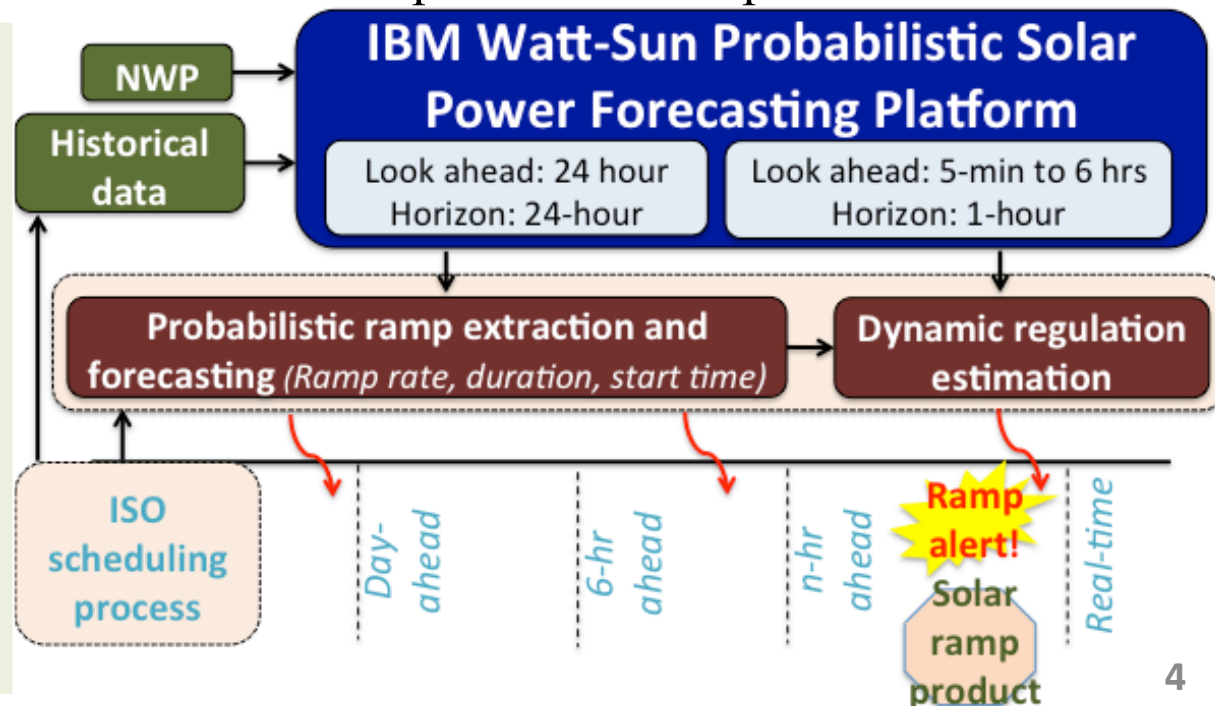 IBM Watt-Sun Probabilistic Solar
Power Forecasting Platform
NWP
Historical
data
Look ahead: 24 hour
Horizon: 24-hour
Look ahead: 5-min to 6 hrs
Horizon: 1-hour
Probabilistic ramp extraction and
forecasting (Ramp rate, duration, start time)
Dynamic regulation
estimation
ISO
scheduling
process
Day-
ahead
6-hr
ahead
n-hr
ahead
Ramp
alert!
Solar
ramp
product
Real-time
4